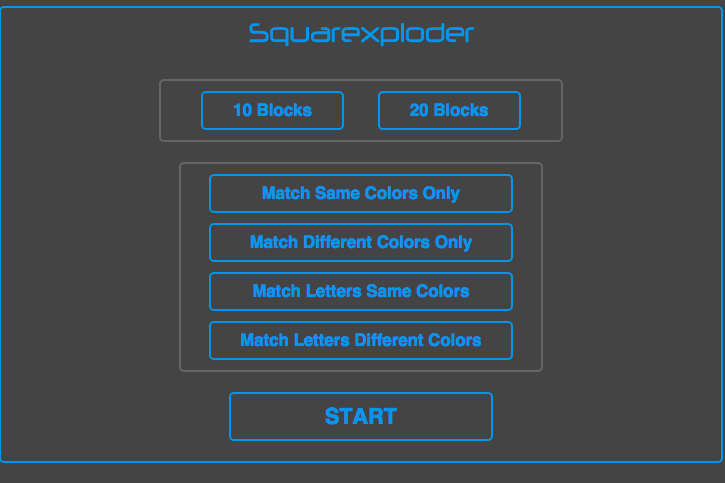 Squarexploder
10 Blocks 20 Blocks
Match Same Colors Only
Match Different Colors Only
Match Letters Same Colors
Match Letters Different Colors
START